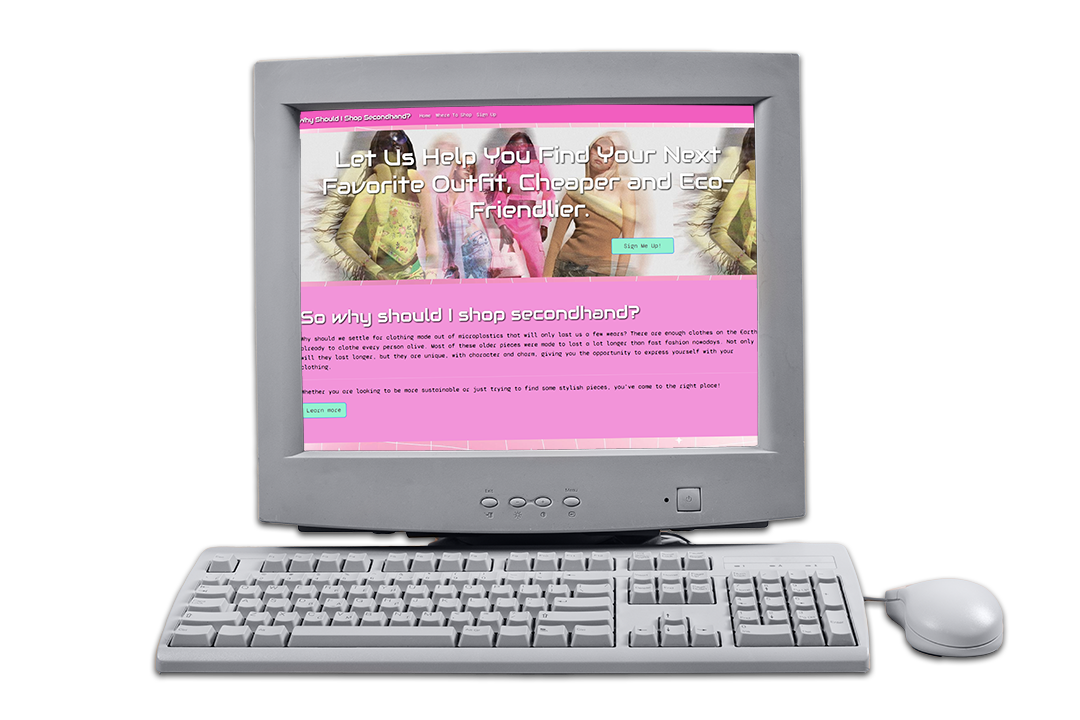 Why Should I Shop Secondhand? Home Where To Shop Sign Up
Let Us Help You Find Your Next
Favorite Outfit, Cheaper and Eco-
Friendlier.
Sign Me Up!
So why should I shop secondhand?
Why should we settle for clothing made out of microplastics that will only last us a few wears? There are enough clothes on the Earth
already to clothe every person alive. Most of these older pieces were made to last a lot longer than fast fashion nowadays. Not only
will they last longer, but they are unique, with character and charm, giving you the opportunity to express yourself with your
clothing.
Whether you are looking to be more sustainable or just trying to find some stylish pieces, you've come to the right place!
Learn more